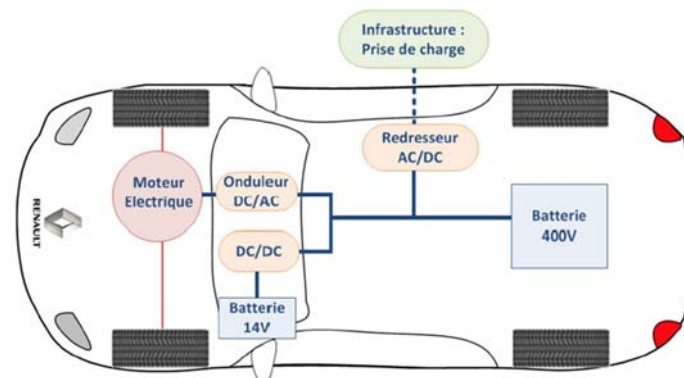 Infrastructure :
Prise de charge
Redresseur
AC/DC
Moteur
Electrique
Onduleur
DC/AC
Batterie
400V
DC/DC
Batterie
14V
RENAULT